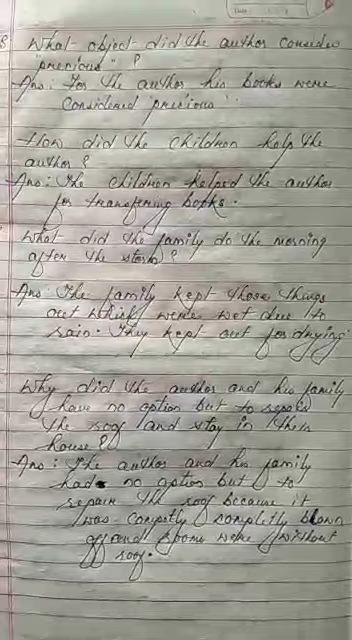 What object did the author consider
"precious" ?
Ans: For the author his books were
considered 'precious'.
How did the children help the
author?
Ans: The children helped the author
for transfering books.
What did the family do the morning
after the storm?
Ans: The family kept those things
out which were wet due to
rain. They kept out for drying
Why did the author and his family
have no option but to repair
the roof and stay in their
house?
Ans: The author and his family
had no option but to
repair the roof because it
was completly blown
off and rooms were without
roof.